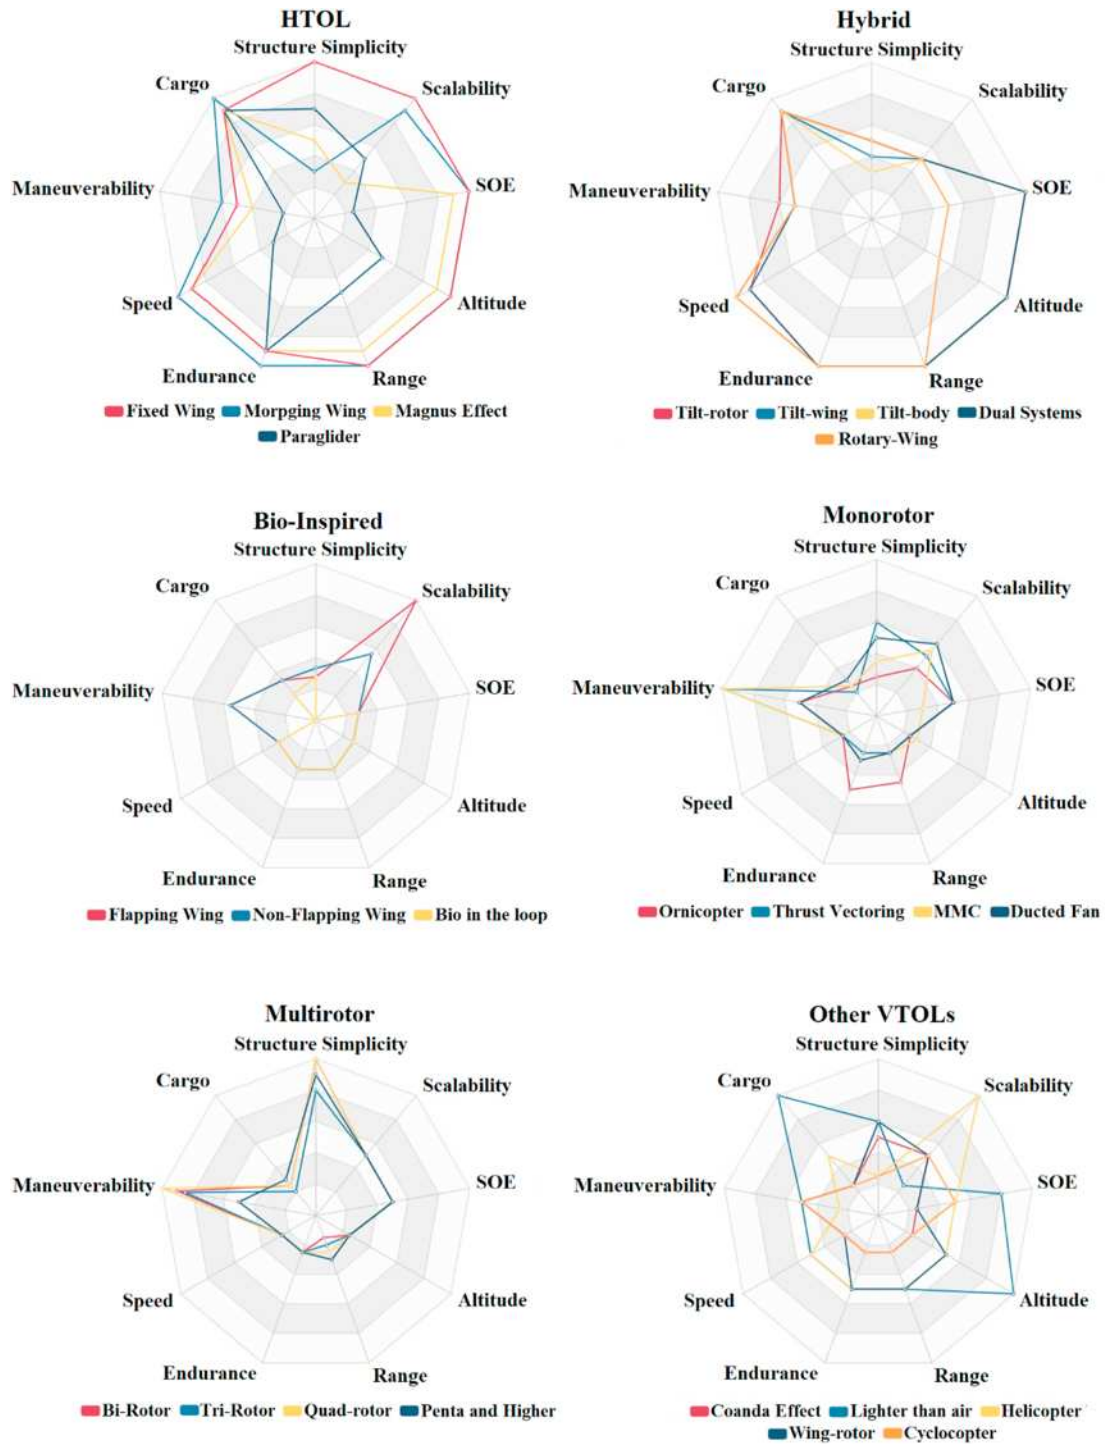 HTOL
Structure Simplicity
Cargo
Scalability
Maneuverability
SOE
Speed
Altitude
Endurance
Range
Fixed Wing
Morpging Wing
Magnus Effect
Paraglider
Hybrid
Structure Simplicity
Cargo
Scalability
Maneuverability
SOE
Speed
Altitude
Endurance
Range
Tilt-rotor
Tilt-wing
Tilt-body
Dual Systems
Rotary-Wing
Bio-Inspired
Structure Simplicity
Cargo
Scalability
Maneuverability
SOE
Speed
Altitude
Endurance
Range
Flapping Wing
Non-Flapping Wing
Bio in the loop
Monorotor
Structure Simplicity
Cargo
Scalability
Maneuverability
SOE
Speed
Altitude
Endurance
Range
Ornicopter
Thrust Vectoring
MMC
Ducted Fan
Multirotor
Structure Simplicity
Cargo
Scalability
Maneuverability
SOE
Speed
Altitude
Endurance
Range
Bi-Rotor
Tri-Rotor
Quad-rotor
Penta and Higher
Other VTOLs
Structure Simplicity
Cargo
Scalability
Maneuverability
SOE
Speed
Altitude
Endurance
Range
Coanda Effect
Lighter than air
Helicopter
Wing-rotor
Cyclocopter